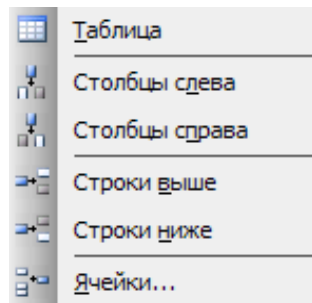 Таблица
Столбцы слева
Столбцы справа
Строки выше
Строки ниже
Ячейки...